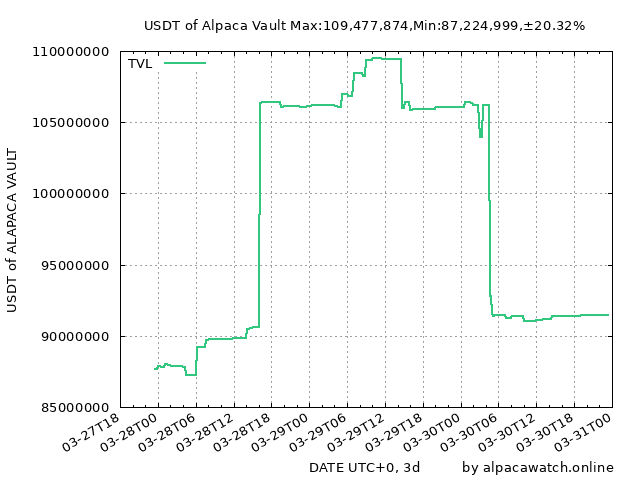 USDT of Alpaca Vault Max:109,477,874,Min:87,224,999,±20.32%
TVL
110000000
105000000
100000000
95000000
90000000
85000000
USDT of ALAPACA VAULT
03-27T18
03-28T00
03-28T06
03-28T12
03-28T18
03-29T00
03-29T06
03-29T12
03-29T18
03-30T00
03-30T06
03-30T12
03-30T18
03-31T00
DATE UTC+0, 3d
by alpacawatch.online